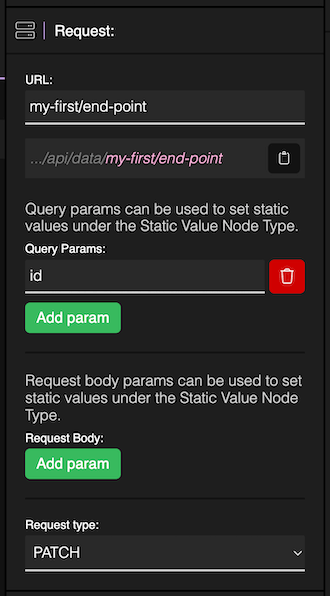 Request:
URL:
my-first/end-point
.../api/data/my-first/end-point
Query params can be used to set static
values under the Static Value Node Type.
Query Params:
id
Add param
Request body params can be used to set
static values under the Static Value Node
Type.
Request Body:
Add param
Request type:
PATCH